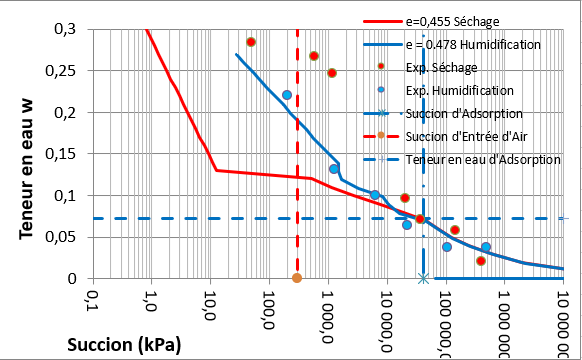 0,3
0,25
0,2
0,15
0,1
0,05
0
Teneur en eau w
e=0,455 Séchage
e = 0.478 Humidification
Exp. Séchage
Exp. Humidification
Succion d'Adsorption
Succion d'Entrée d'Air
Teneur en eau d'Adsorption
0,1
1,0
10,0
100,0
1 000,0
10 000,0
100 000,0
1 000 000
10 000 00
Succion (kPa)